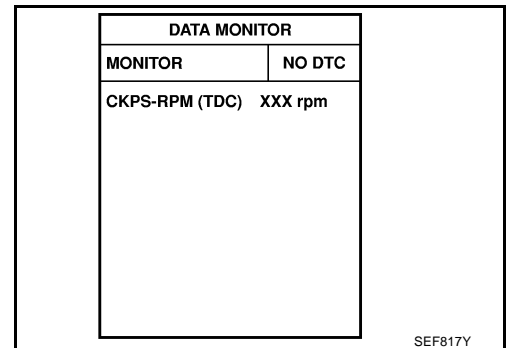 DATA MONITOR
MONITOR NO DTC
CKPS-RPM (TDC) XXX rpm
SEF817Y